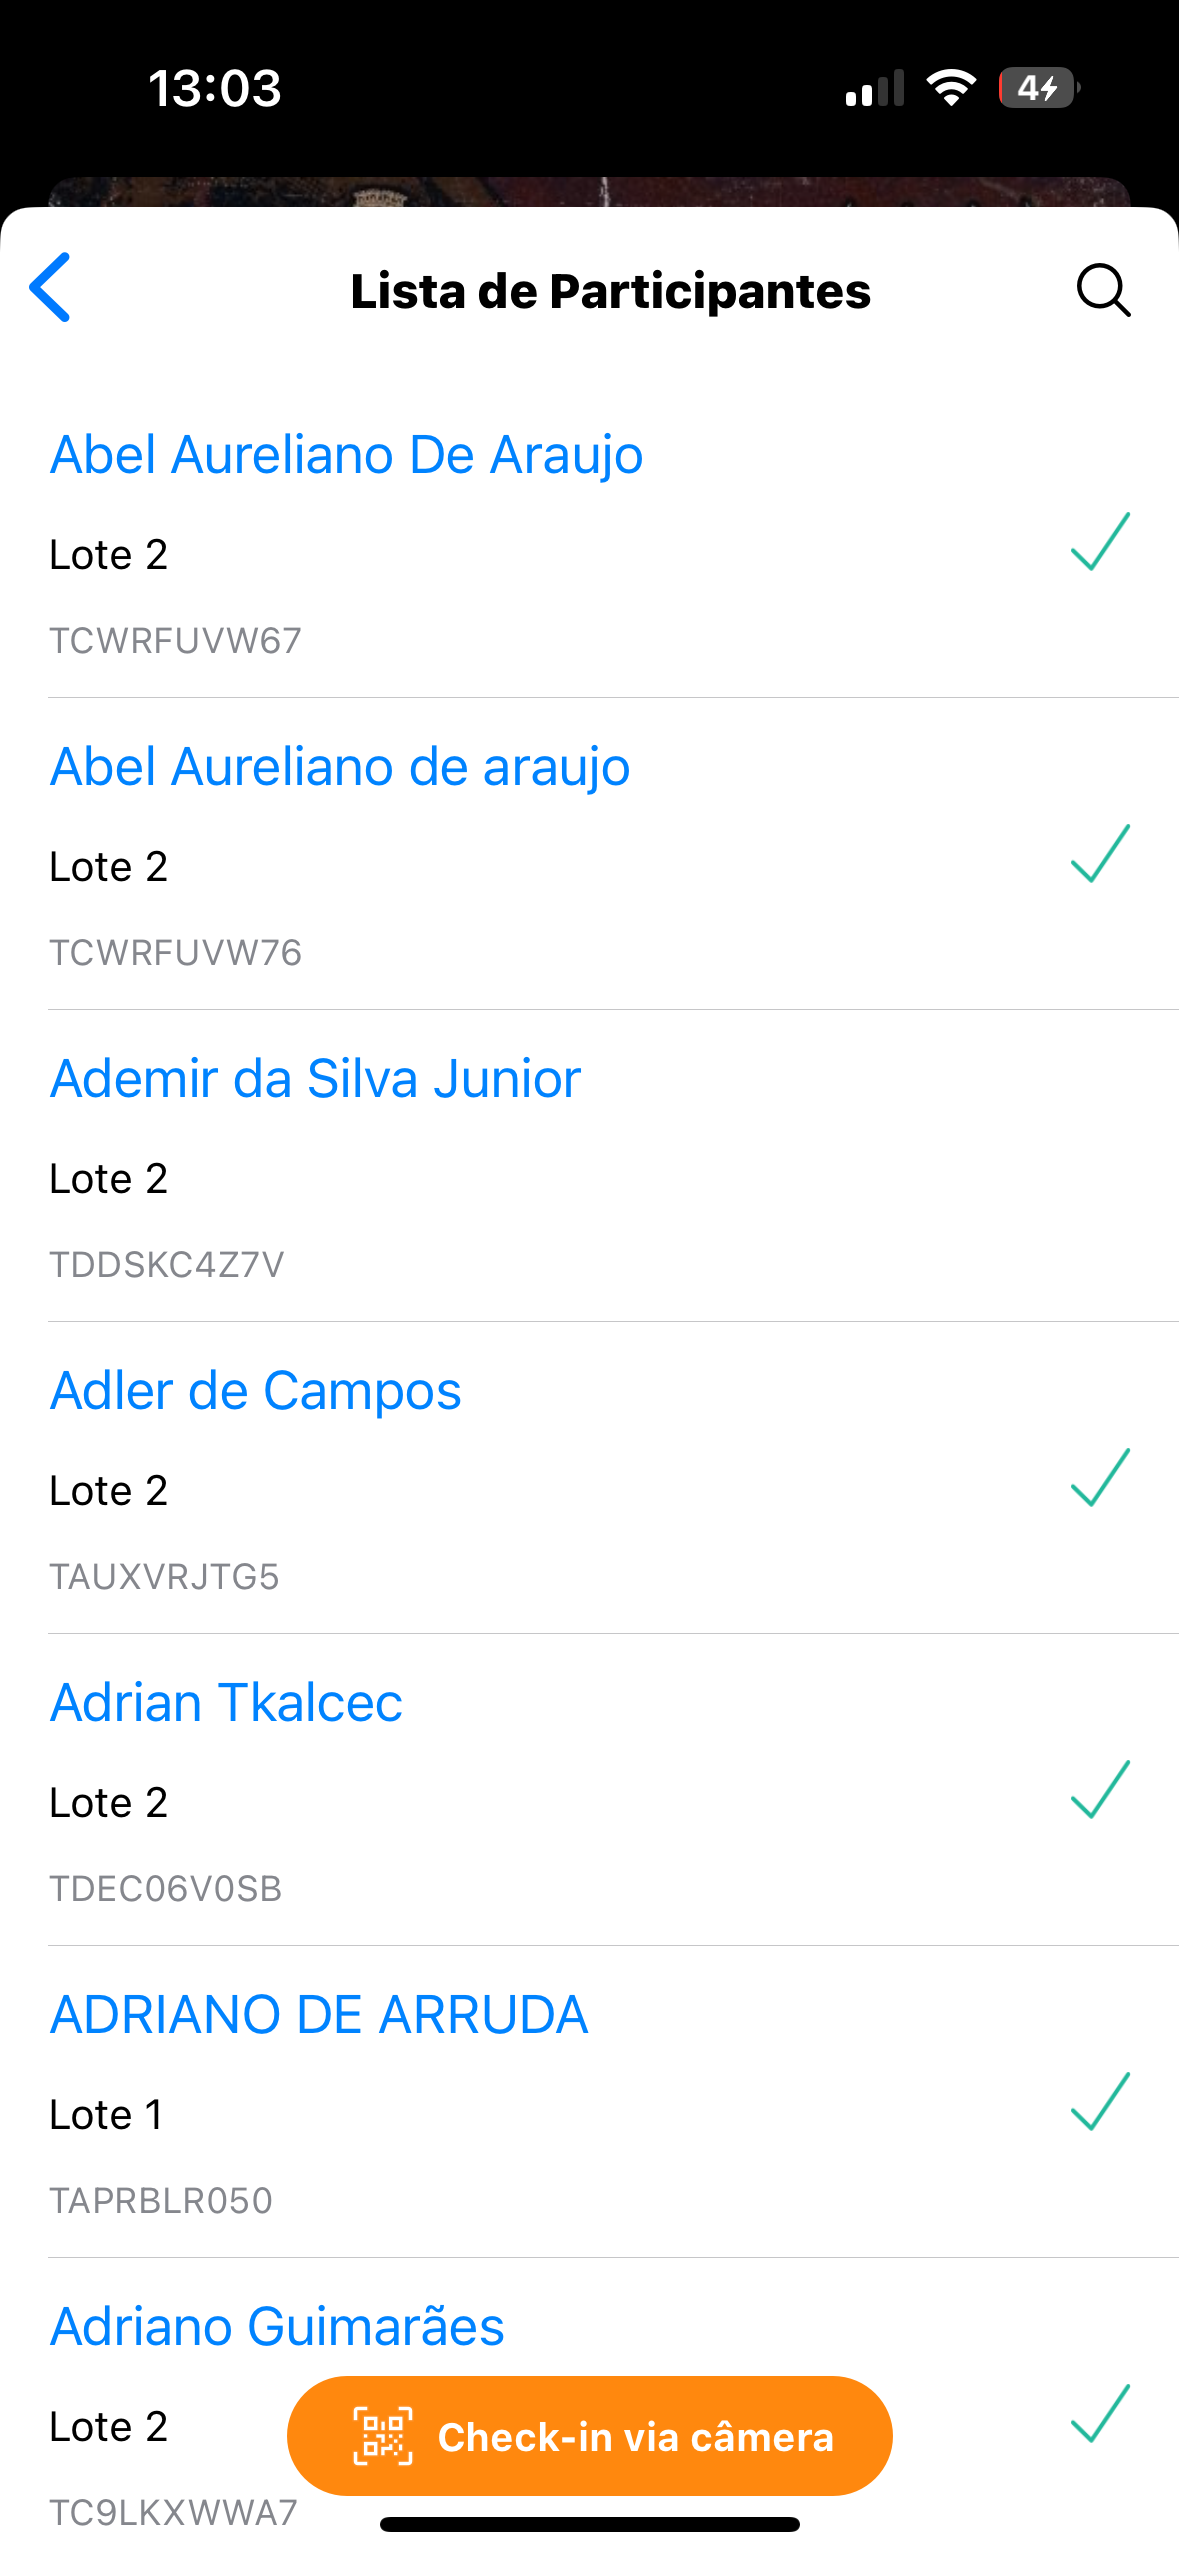 13:03
4
Lista de Participantes
Abel Aureliano De Araujo
Lote 2
TCWRFUVW67
Abel Aureliano de araujo
Lote 2
TCWRFUVW76
Ademir da Silva Junior
Lote 2
TDDSKC4Z7V
Adler de Campos
Lote 2
TAUXVRJTG5
Adrian Tkalcec
Lote 2
TDEC06V0SB
ADRIANO DE ARRUDA
Lote 1
TAPRBLR050
Adriano Guimarães
Lote 2
Check-in via câmera
TC9LKXWWA7